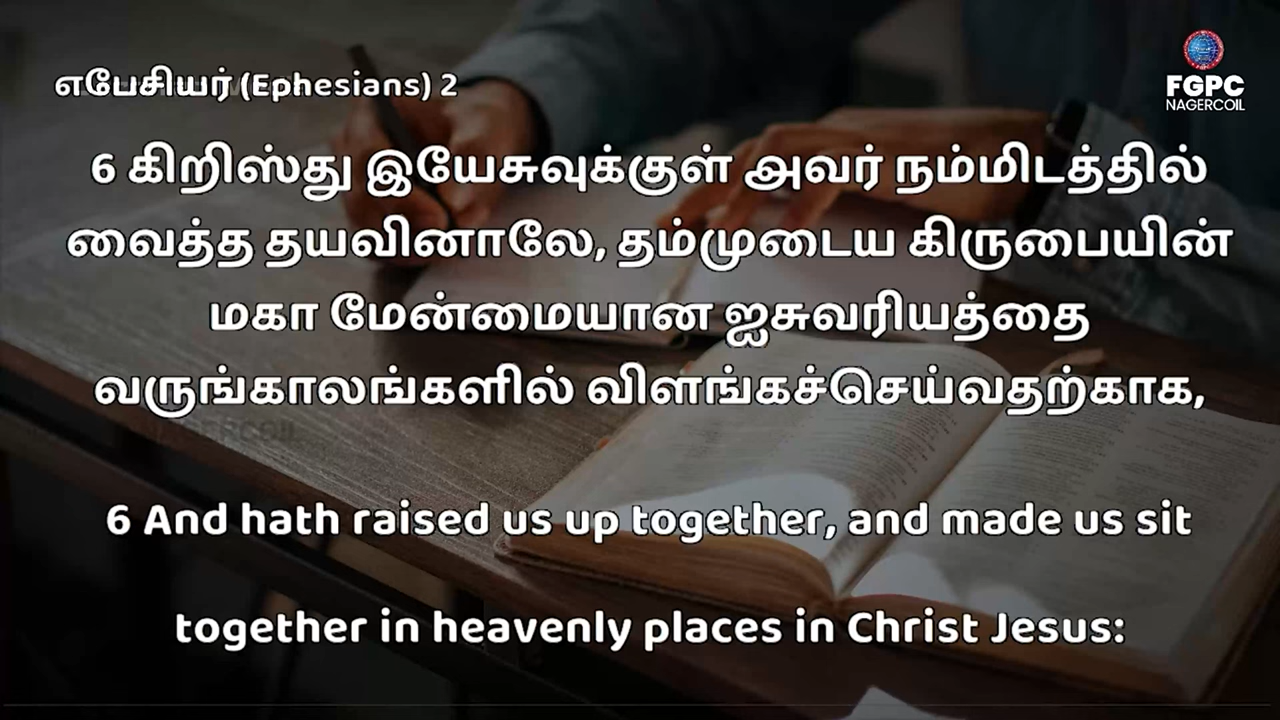 எபேசியர் (Ephesians) 2
FGPC
NAGERCOIL
6 கிறிஸ்து இயேசுவுக்குள் அவர் நம்மிடத்தில்
வைத்த தயவினாலே, தம்முடைய கிருபையின்
மகா மேன்மையான ஐசுவரியத்தை
வருங்காலங்களில் விளங்கச்செய்வதற்காக,
NAGERCOIL
6 And hath raised us up together, and made us sit
together in heavenly places in Christ Jesus: